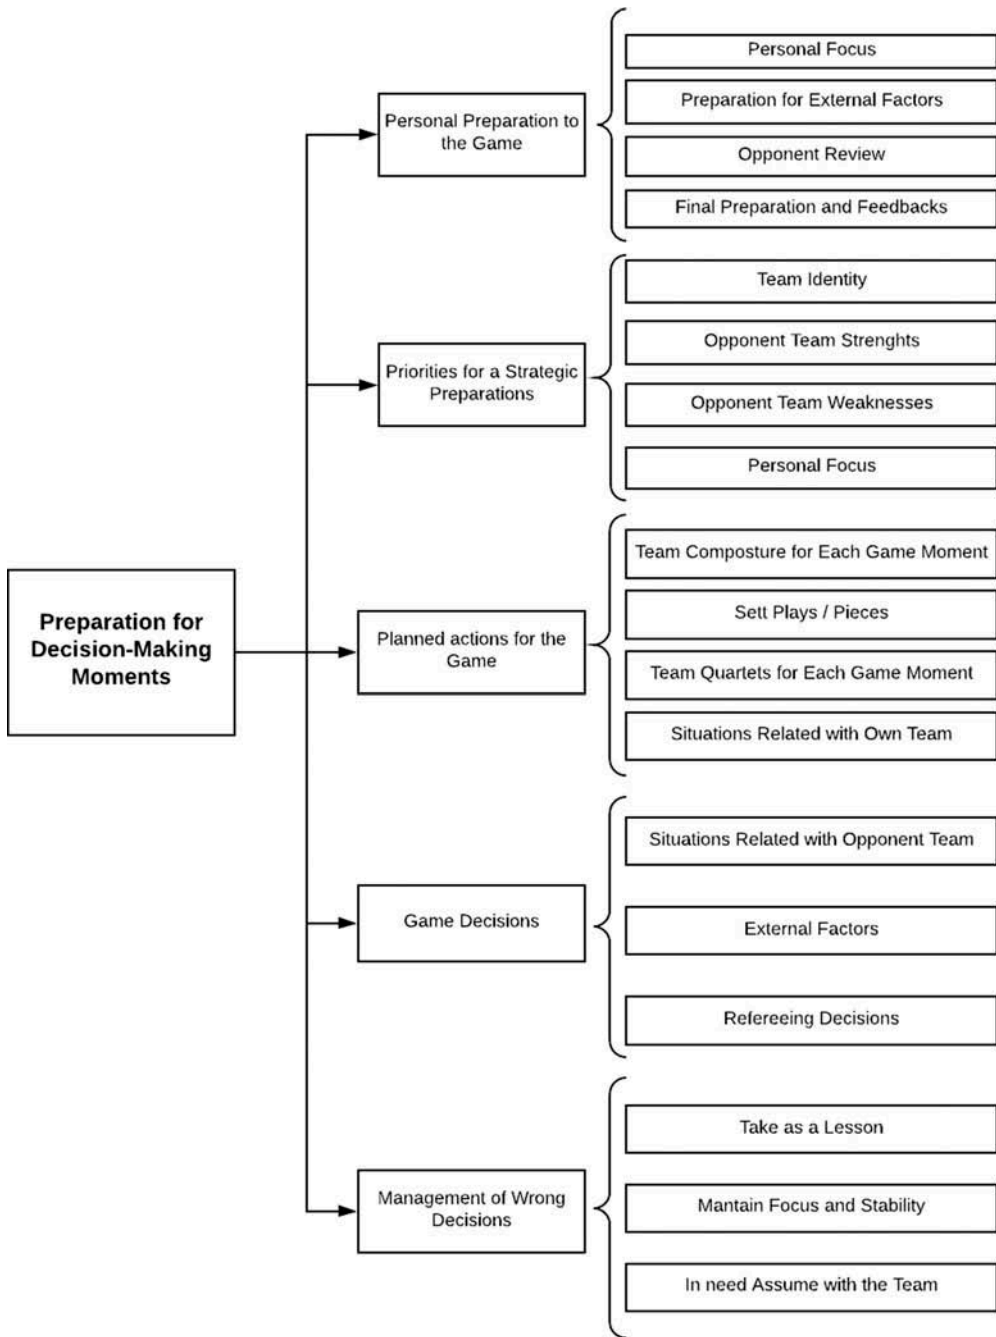 Preparation for
Decision-Making
Moments
Personal Preparation to
the Game
Personal Focus
Preparation for External Factors
Opponent Review
Final Preparation and Feedbacks
Priorities for a Strategic
Preparations
Team Identity
Opponent Team Strenghts
Opponent Team Weaknesses
Personal Focus
Planned actions for the
Game
Team Composture for Each Game Moment
Sett Plays / Pieces
Team Quartets for Each Game Moment
Situations Related with Own Team
Game Decisions
Situations Related with Opponent Team
External Factors
Refereeing Decisions
Management of Wrong
Decisions
Take as a Lesson
Mantain Focus and Stability
In need Assume with the Team